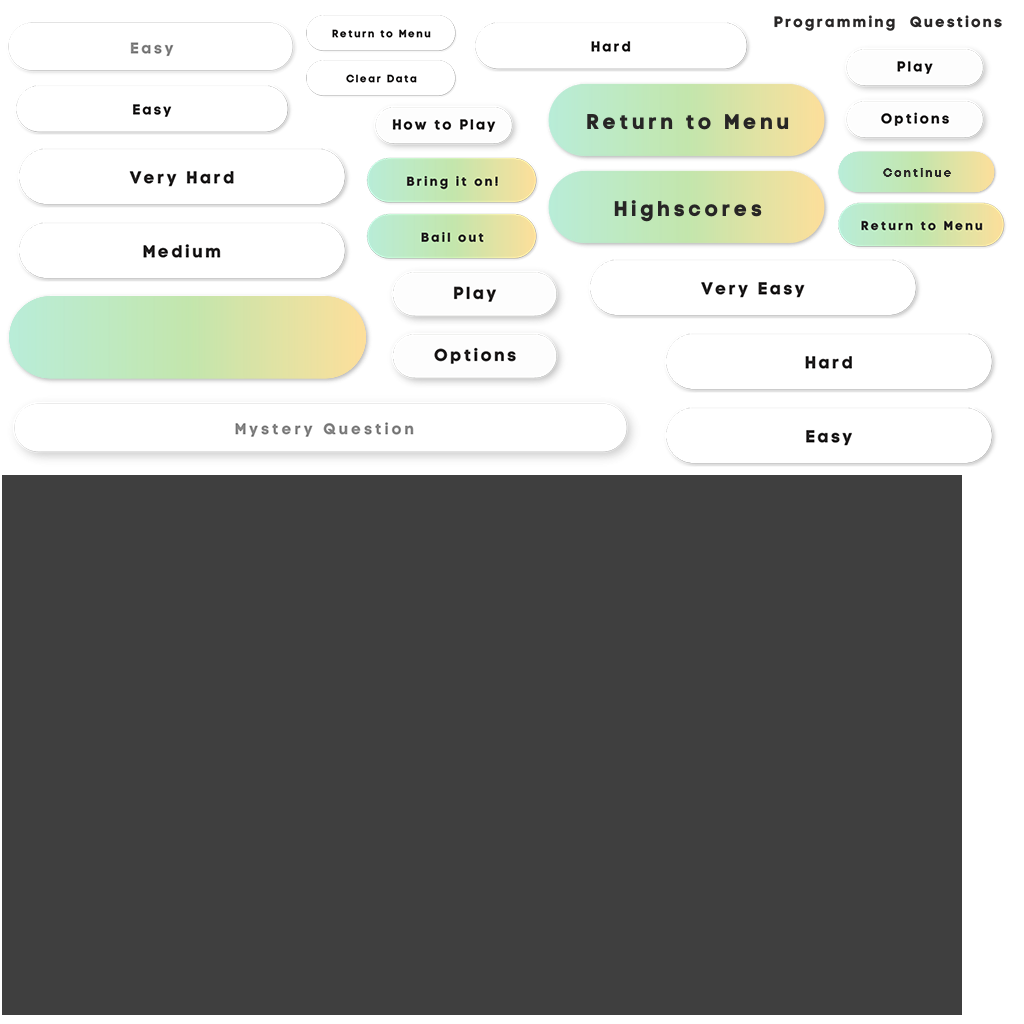 Easy
Easy
Very Hard
Medium
Mystery Question
Return to Menu
Clear Data
How to Play
Bring it on!
Bail out
Play
Options
Hard
Return to Menu
Highscores
Very Easy
Hard
Easy
Programming Questions
Play
Options
Continue
Return to Menu